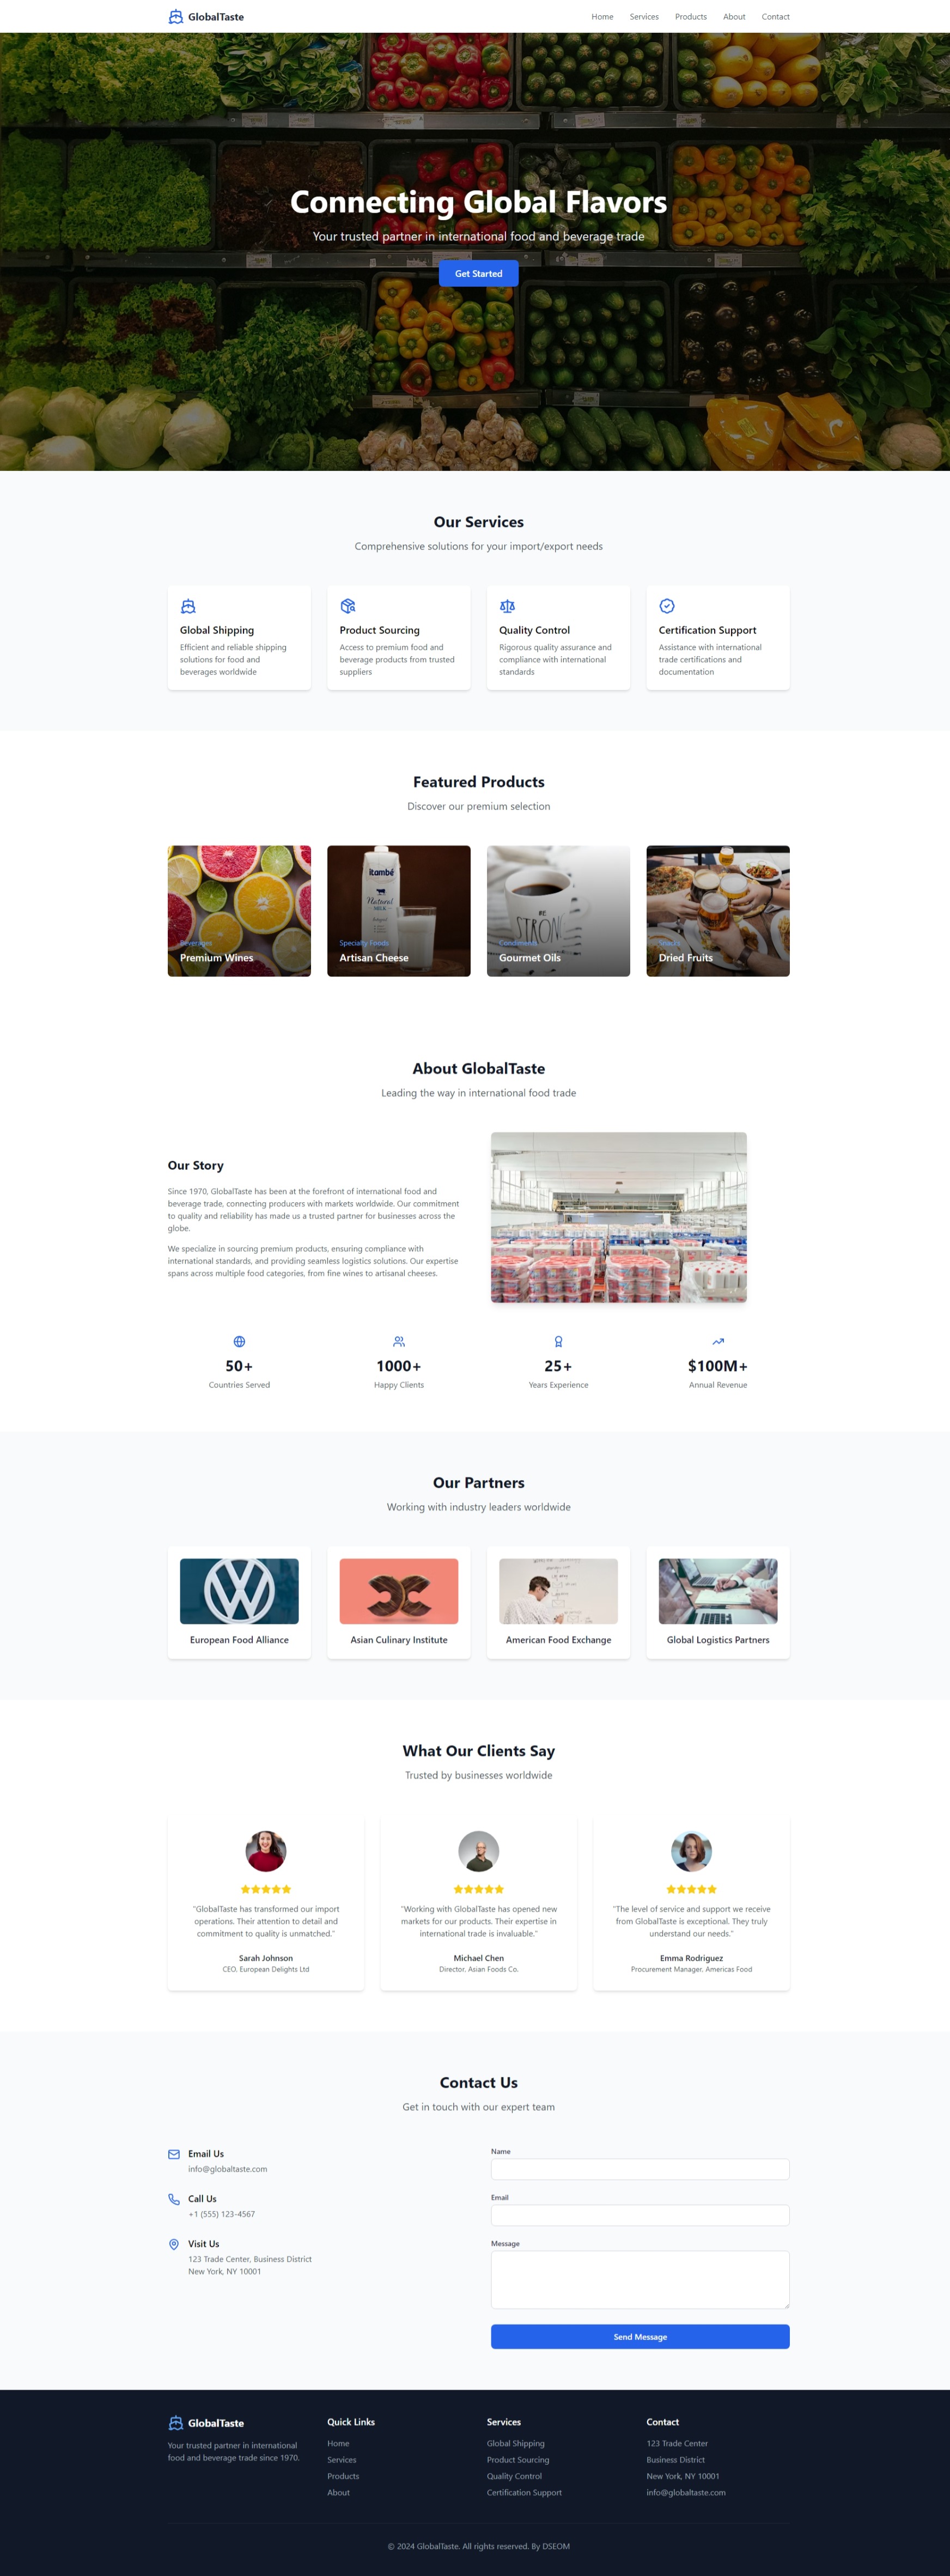 GlobalTaste
Home Services Products About Contact
Connecting Global Flavors
Your trusted partner in international food and beverage trade
Get Started
Our Services
Comprehensive solutions for your import/export needs
Global Shipping
Efficient and reliable shipping
solutions for food and
beverages worldwide
Product Sourcing
Access to premium food and
beverage products from trusted
suppliers
Quality Control
Rigorous quality assurance and
compliance with international
standards
Certification Support
Assistance with international
trade certifications and
documentation
Featured Products
Discover our premium selection
Beverages
Premium Wines
itambé
Natural
MILK
Specialty Foods
Artisan Cheese
BE
STRONG
Condiments
Gourmet Oils
Snacks
Dried Fruits
About GlobalTaste
Leading the way in international food trade
Our Story
Since 1970, GlobalTaste has been at the forefront of international food and
beverage trade, connecting producers with markets worldwide. Our commitment
to quality and reliability has made us a trusted partner for businesses across the
globe.
We specialize in sourcing premium products, ensuring compliance with
international standards, and providing seamless logistics solutions. Our expertise
spans across multiple food categories, from fine wines to artisanal cheeses.
50+
Countries Served
1000+
Happy Clients
25+
Years Experience
$100M+
Annual Revenue
Our Partners
Working with industry leaders worldwide
European Food Alliance
Asian Culinary Institute
American Food Exchange
Global Logistics Partners
What Our Clients Say
Trusted by businesses worldwide
"GlobalTaste has transformed our import
operations. Their attention to detail and
commitment to quality is unmatched."
Sarah Johnson
CEO, European Delights Ltd
"Working with GlobalTaste has opened new
markets for our products. Their expertise in
international trade is invaluable."
Michael Chen
Director, Asian Foods Co.
"The level of service and support we receive
from GlobalTaste is exceptional. They truly
understand our needs."
Emma Rodriguez
Procurement Manager, Americas Food
Contact Us
Get in touch with our expert team
Email Us
info@globaltaste.com
Call Us
+1 (555) 123-4567
Visit Us
123 Trade Center, Business District
New York, NY 10001
Name
Email
Message
Send Message
GlobalTaste
Your trusted partner in international
food and beverage trade since 1970.
Quick Links
Home
Services
Products
About
Services
Global Shipping
Product Sourcing
Quality Control
Certification Support
Contact
123 Trade Center
Business District
New York, NY 10001
info@globaltaste.com
© 2024 GlobalTaste. All rights reserved. By DSEOM